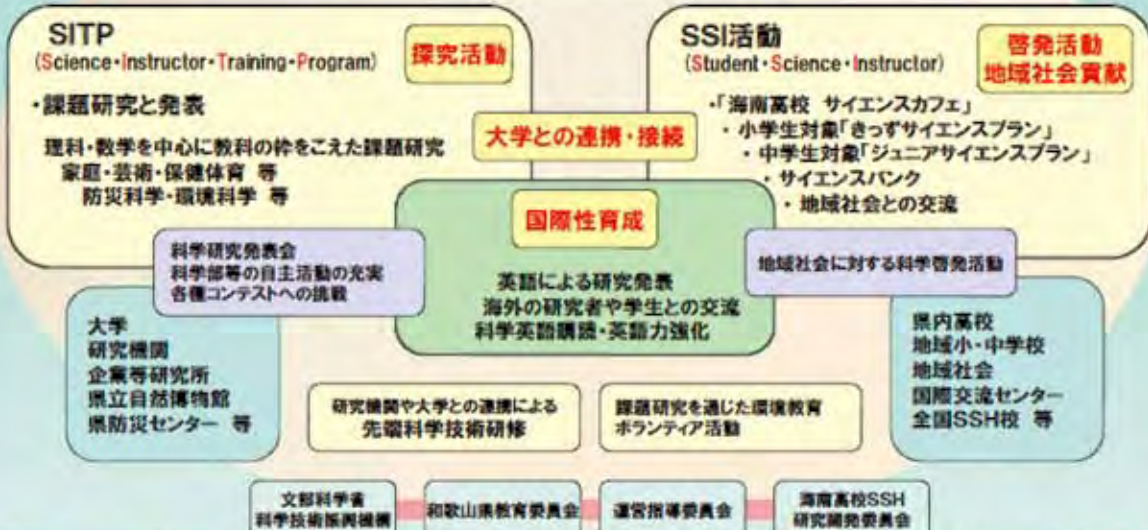 SITP
(Science・Instructor・Training・Program)
探究活動
・課題研究と発表
理科・数学を中心に教科の枠をこえた課題研究
家庭・芸術・保健体育 等
防災科学・環境科学 等
SSI活動
(Student・Science・Instructor)
啓発活動
地域社会貢献
・「海南高校 サイエンスカフェ」
・小学生対象「きっずサイエンスプラン」
・中学生対象「ジュニアサイエンスプラン」
・サイエンスバンク
・地域社会との交流
大学との連携・接続
国際性育成
英語による研究発表
海外の研究者や学生との交流
科学英語購読・英語力強化
科学研究発表会
科学部等の自主活動の充実
各種コンテストへの挑戦
地域社会に対する科学啓発活動
大学
研究機関
企業等研究所
県立自然博物館
県防災センター 等
県内高校
地域小・中学校
地域社会
国際交流センター
全国SSH校 等
研究機関や大学との連携による
先端科学技術研修
課題研究を通じた環境教育
ボランティア活動
文部科学省
科学技術振興機構
和歌山県教育委員会
運営指導委員会
海南高校SSH
研究開発委員会